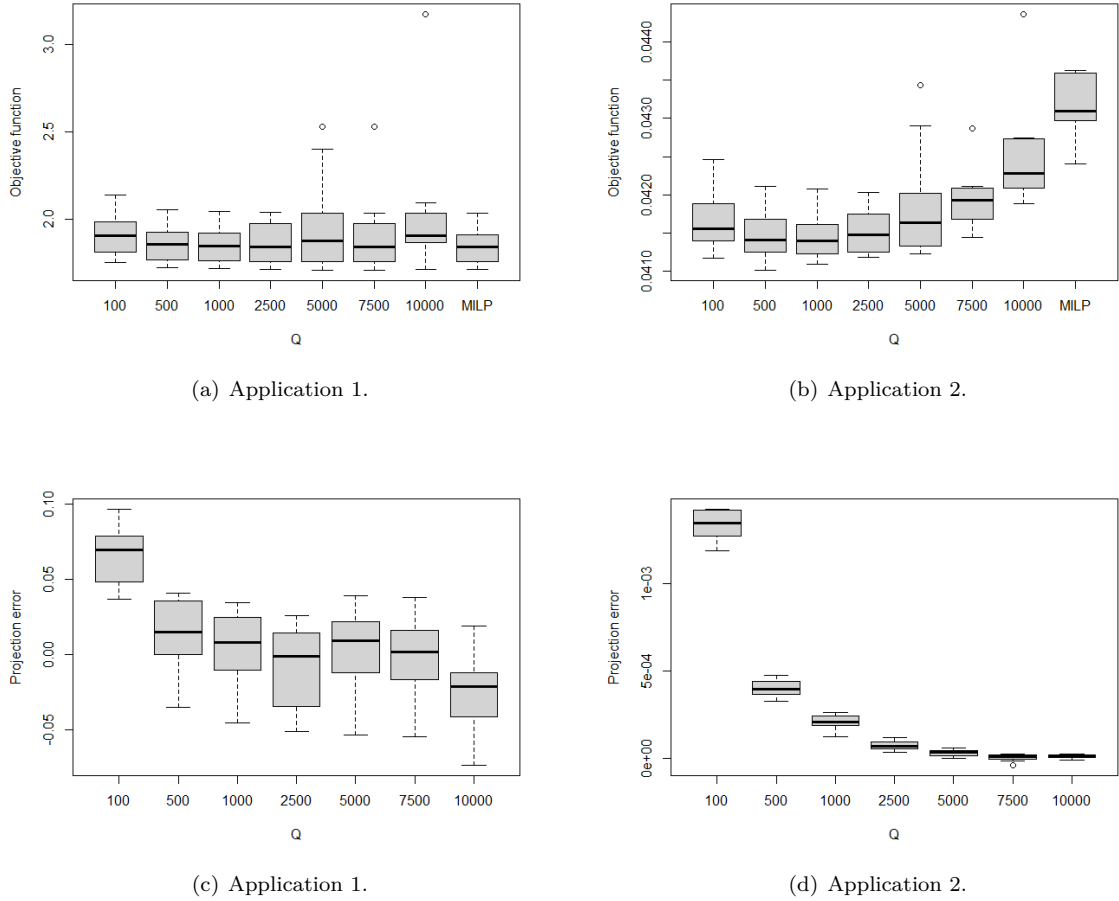 Objective function
3.0
2.5
2.0
100 500 1000 2500 5000 7500 10000 MILP
Q
(a) Application 1.
Objective function
0.0440
0.0430
0.0420
0.0410
100 500 1000 2500 5000 7500 10000 MILP
Q
(b) Application 2.
Projection error
0.10
0.05
0.00
-0.05
100 500 1000 2500 5000 7500 10000
Q
(c) Application 1.
Projection error
1e-03
5e-04
0e+00
100 500 1000 2500 5000 7500 10000
Q
(d) Application 2.